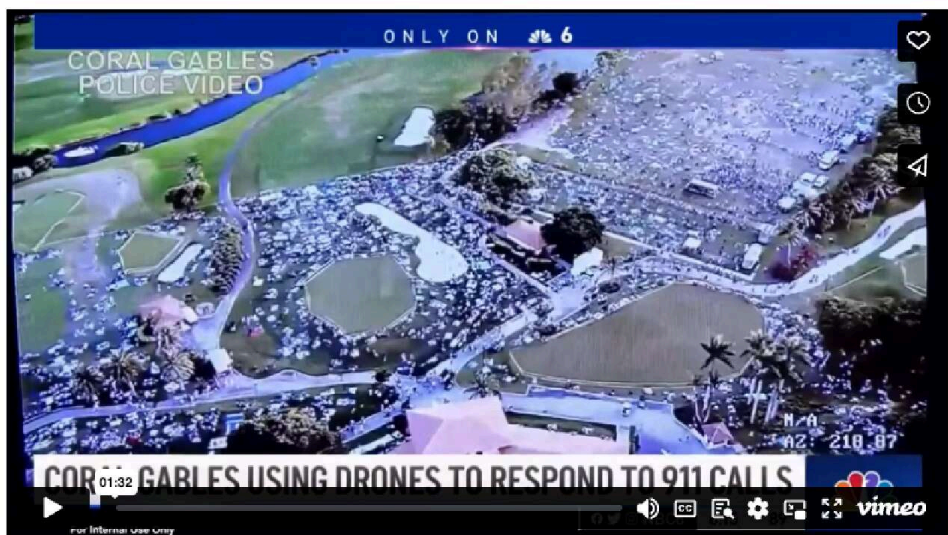 ONLY ON 6
CORAL GABLES
POLICE VIDEO
N/A
AZ: 210.87
CORAL GABLES USING DRONES TO RESPOND TO 911 CALLS
01:32
CC
vimeo
For Internal Use Only